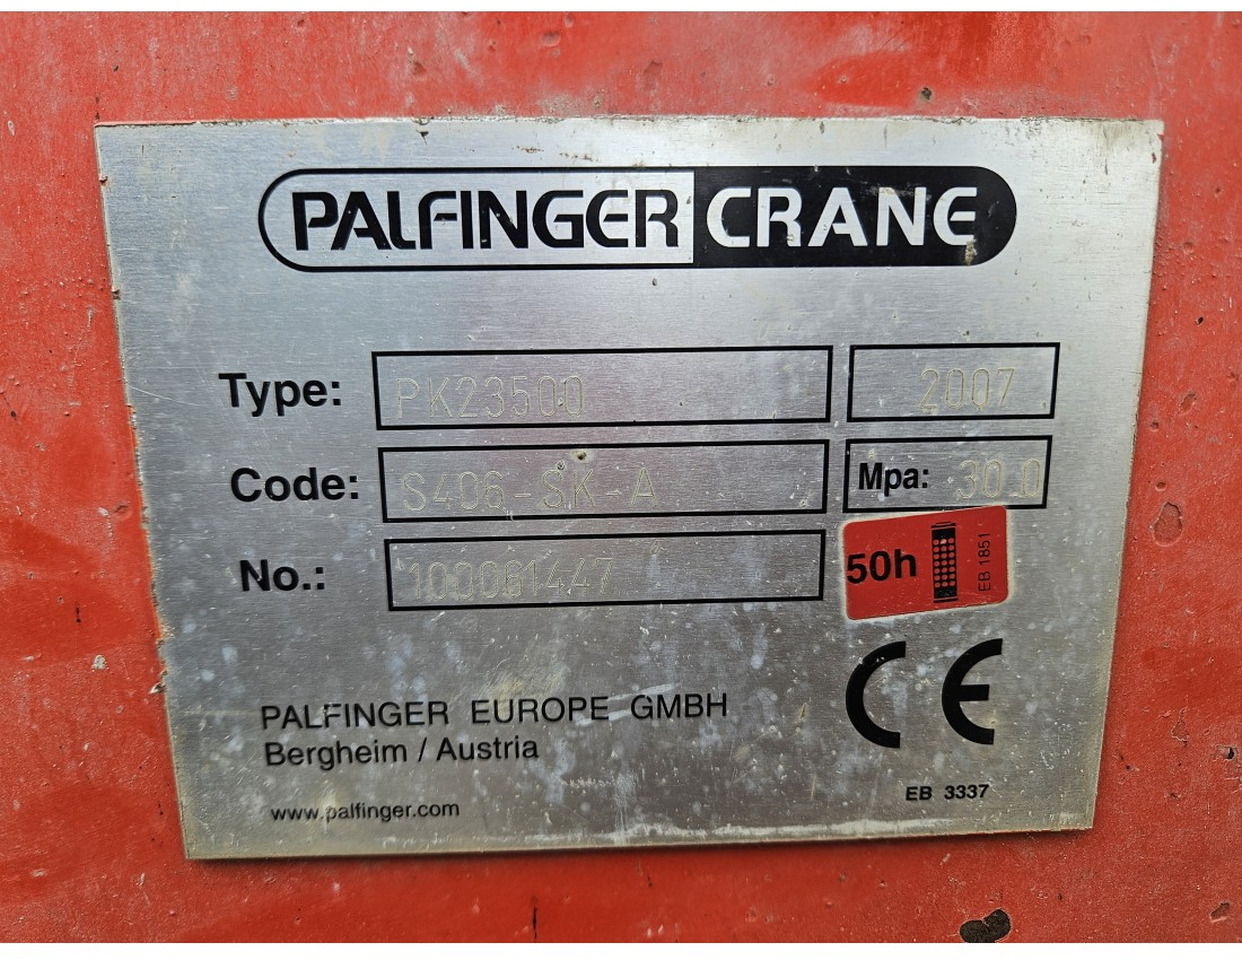 PALFINGER CRANE
Type: PK23500 2007
Code: S406-SK-A Mpa: 30.0
No.: 100061447
50h EB 1851
PALFINGER EUROPE GMBH
Bergheim / Austria
CE
www.palfinger.com
EB 3337